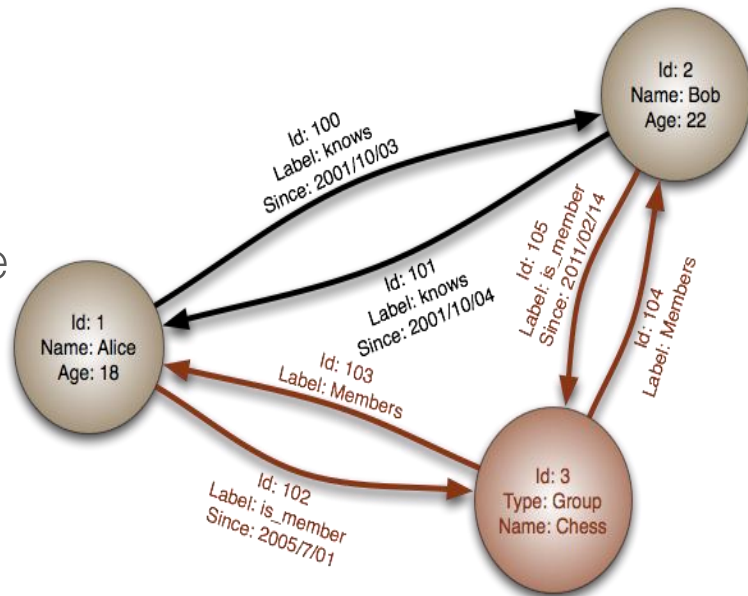 Id: 2
Name: Bob
Age: 22
Id: 100
Label: knows
Since: 2001/10/03
Id: 101
Label: knows
Since: 2001/10/04
Id: 105
Label: is_member
Since: 2011/02/14
Id: 104
Label: Members
e
Id: 1
Name: Alice
Age: 18
Id: 103
Label: Members
Id: 102
Label: is_member
Since: 2005/7/01
Id: 3
Type: Group
Name: Chess